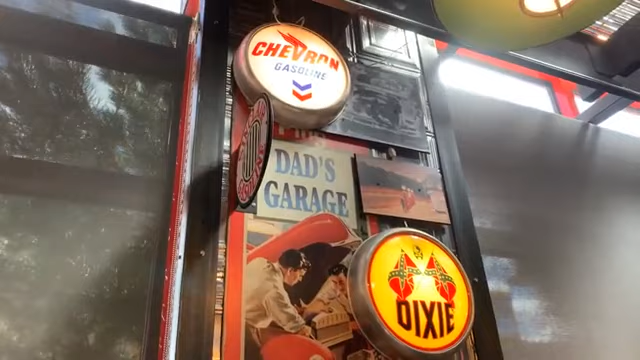 CHEVRON
GASOLINE
DAD'S
GARAGE
DIXIE